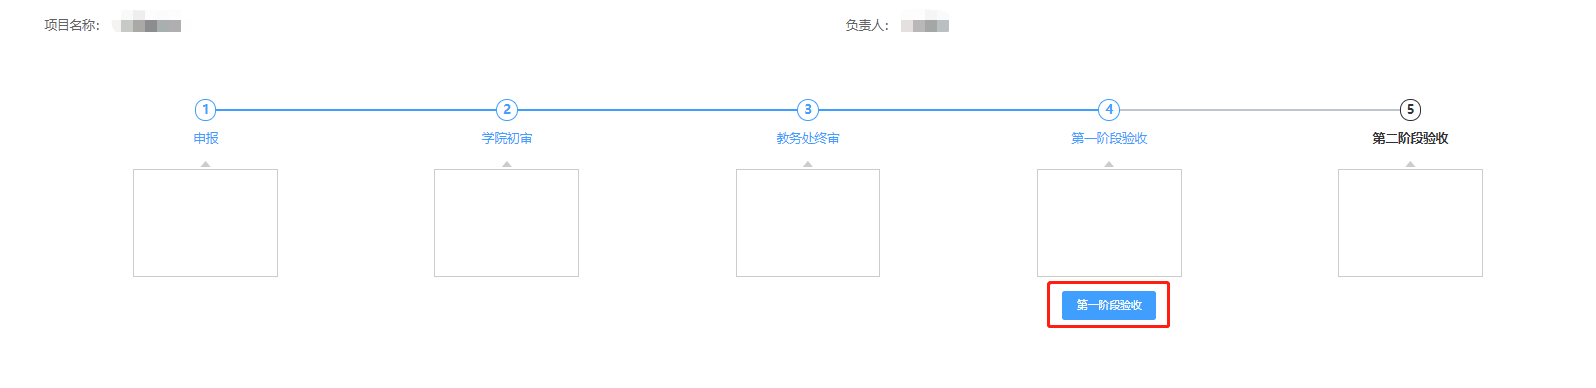 项目名称：
负责人：
1
2
3
4
5
申报
学院初审
教务处终审
第一阶段验收
第二阶段验收
第一阶段验收